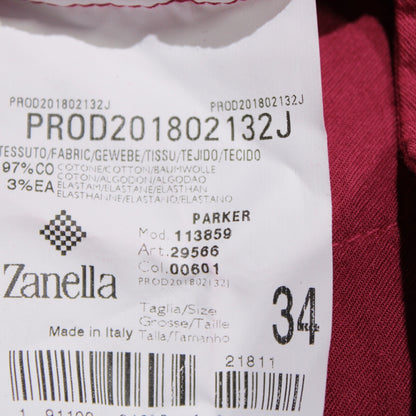 PROD201802132J PROD201802132J
PROD201802132J
TESSUTO/FABRIC/GEWEBE/TISSU/TEJIDO/TECIDO
97%CO COTONE/COTTON/BAUMWOLLE
COTON/ALGODON/ALGODAO
3%EA ELASTAM/ELASTANE/ELASTHAN
ELASTHANNE/ELASTANO/ELASTANO
PARKER
Mod. 113859
Art. 29566
Col. 00601
PROD201802132J
Zanella
Taglia/Size
Grosse/Taille
Talla/Tamanho
34
Made in Italy
21811